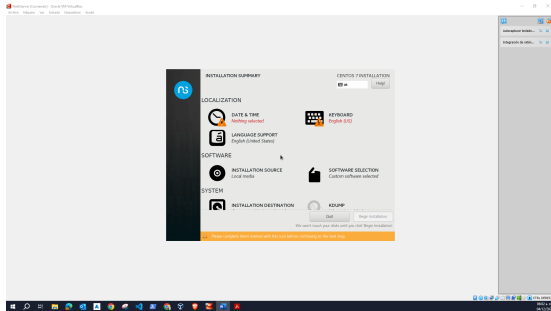 INSTALLATION SUMMARY
CENTOS 7 INSTALLATION
Help!
LOCALIZATION
DATE & TIME
Nothing selected
KEYBOARD
English (US)
LANGUAGE SUPPORT
English (United States)
SOFTWARE
INSTALLATION SOURCE
Local media
SOFTWARE SELECTION
Custom software selected
SYSTEM
INSTALLATION DESTINATION
KDUMP
Quit
Begin Installation
We won't touch your disks until you click 'Begin Installation'.
Please complete items marked with this icon before continuing to the next step.